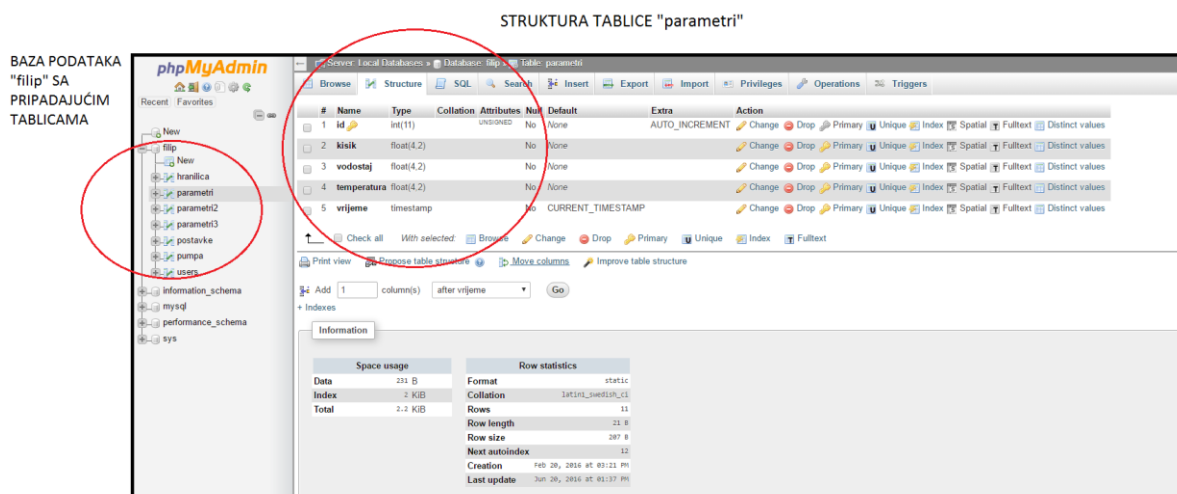 STRUKTURA TABLICE "parametri"
BAZA PODATAKA
"filip" SA
PRIPADAJUĆIM
TABLICAMA
phpMyAdmin
Recent Favorites
New
filip
New
hranilica
parametri
parametri2
parametri3
postavke
pumpa
users
information_schema
mysql
performance_schema
sys
Server: Local Databases » Database: filip » Table: parametri
Browse Structure SQL Search Insert Export Import Privileges Operations Triggers
# Name Type Collation Attributes Null Default Extra Action
1 id int(11) UNSIGNED No None AUTO_INCREMENT Change Drop Primary Unique Index Spatial Fulltext Distinct values
2 kisik float(4,2) No None Change Drop Primary Unique Index Spatial Fulltext Distinct values
3 vodostaj float(4,2) No None Change Drop Primary Unique Index Spatial Fulltext Distinct values
4 temperatura float(4,2) No None Change Drop Primary Unique Index Spatial Fulltext Distinct values
5 vrijeme timestamp No CURRENT_TIMESTAMP Change Drop Primary Unique Index Spatial Fulltext Distinct values
Check all With selected: Browse Change Drop Primary Unique Index Fulltext
Print view Propose table structure Move columns Improve table structure
Add 1 column(s) after vrijeme Go
+ Indexes
Information
Space usage
Data 231 B
Index 2 KiB
Total 2.2 KiB
Row statistics
Format static
Collation latin1_swedish_ci
Rows 11
Row length 21 B
Row size 207 B
Next autoindex 12
Creation Feb 20, 2016 at 03:21 PM
Last update Jun 20, 2016 at 01:37 PM